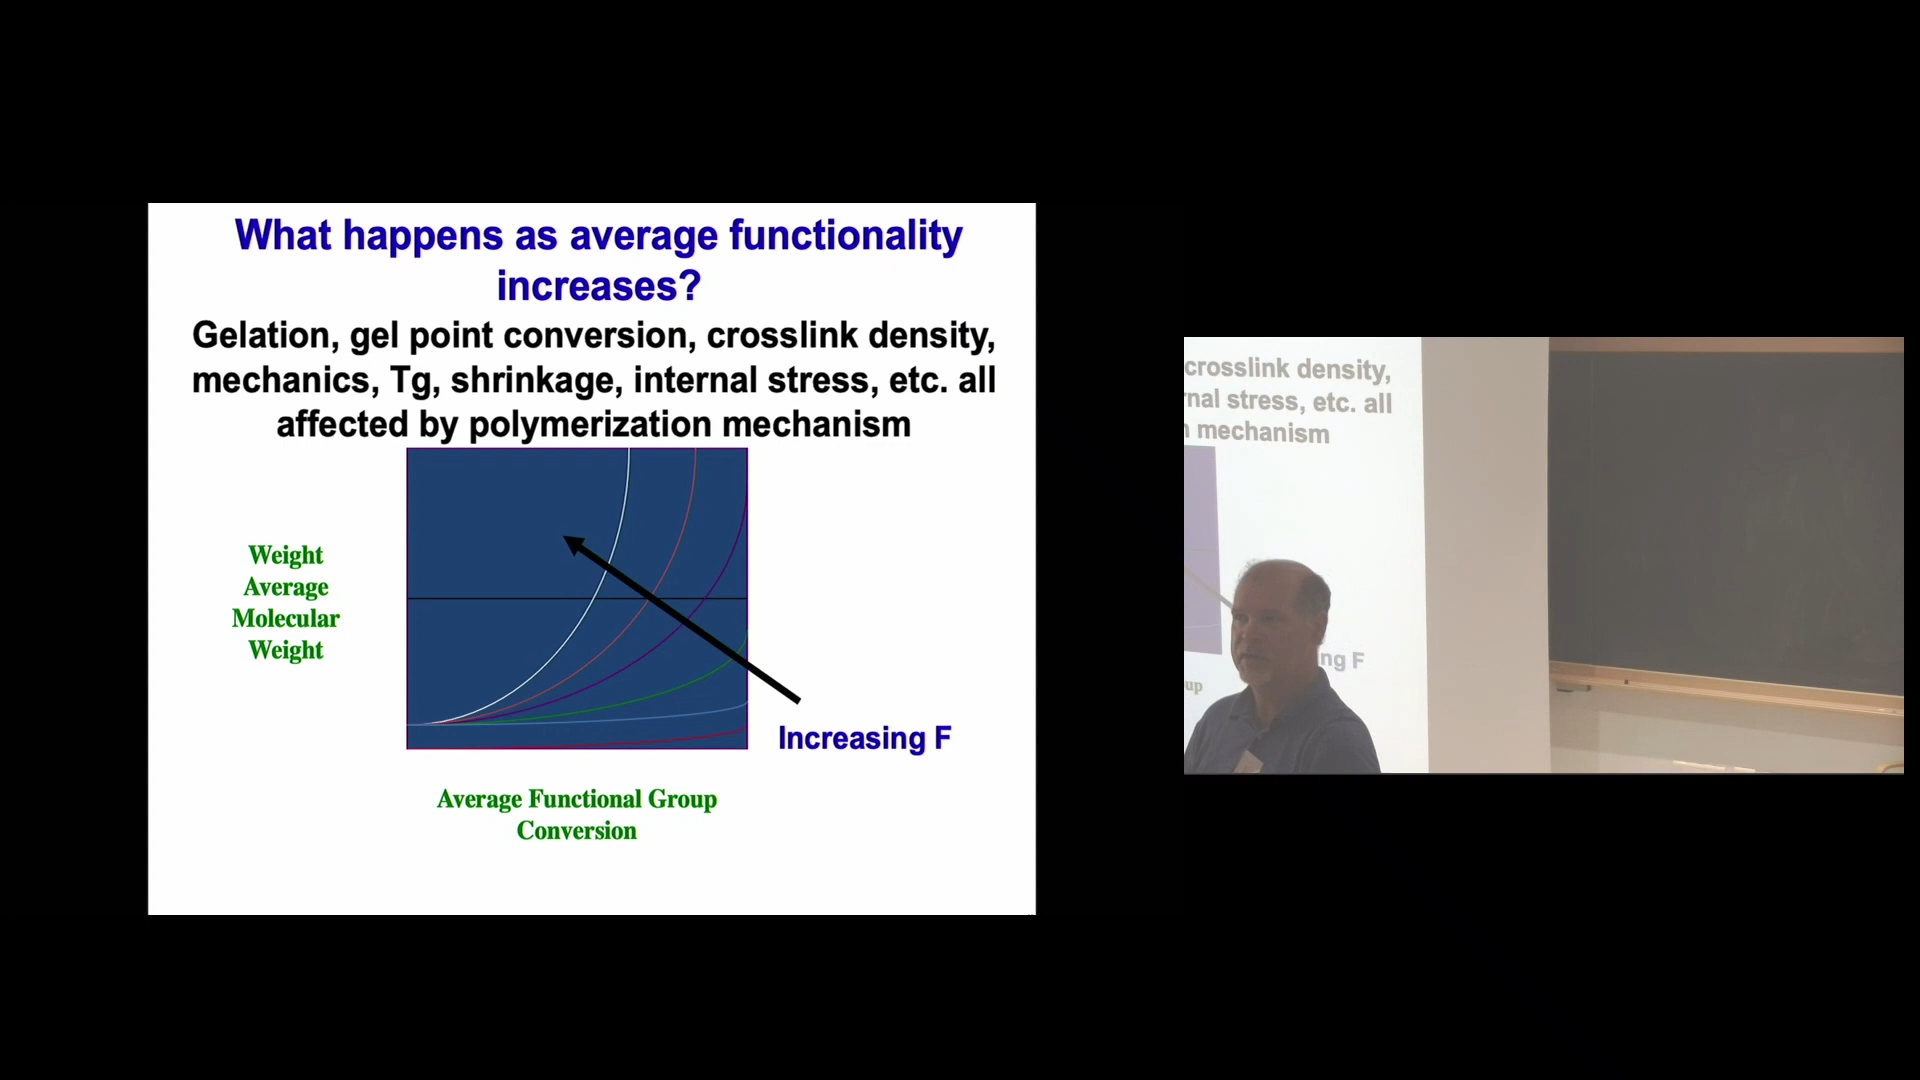 What happens as average functionality
increases?
Gelation, gel point conversion, crosslink density,
mechanics, Tg, shrinkage, internal stress, etc. all
affected by polymerization mechanism
Weight
Average
Molecular
Weight
Increasing F
Average Functional Group
Conversion
crosslink density,
rnal stress, etc. all
mechanism
ng F
up